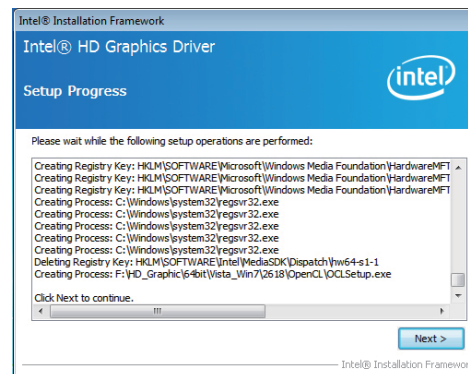 Intel® Installation Framework
Intel® HD Graphics Driver
intel
Setup Progress
Please wait while the following setup operations are performed:
Creating Registry Key: HKLM\SOFTWARE\Microsoft\Windows Media Foundation\HardwareMFT
Creating Registry Key: HKLM\SOFTWARE\Microsoft\Windows Media Foundation\HardwareMFT
Creating Registry Key: HKLM\SOFTWARE\Microsoft\Windows Media Foundation\HardwareMFT
Creating Process: C:\Windows\system32\regsvr32.exe
Creating Process: C:\Windows\system32\regsvr32.exe
Creating Process: C:\Windows\system32\regsvr32.exe
Creating Process: C:\Windows\system32\regsvr32.exe
Creating Process: C:\Windows\system32\regsvr32.exe
Deleting Registry Key: HKLM\SOFTWARE\Intel\MediaSDK\Dispatch\hw64-s1-1
Creating Process: F:\HD_Graphic\64bit\Vista_Win7\2618\OpenCL\OCLSetup.exe
Click Next to continue.
Next >
Intel® Installation Framewor